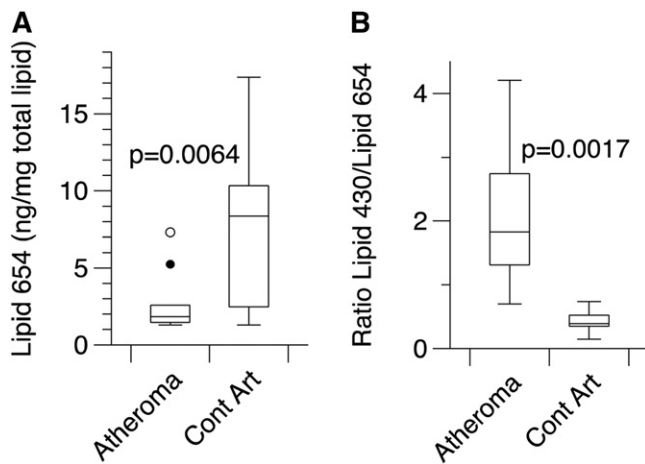 A
Lipid 654 (ng/mg total lipid)
15
10
5
0
p=0.0064
Atheroma
Cont Art
B
Ratio Lipid 430/Lipid 654
4
2
0
p=0.0017
Atheroma
Cont Art